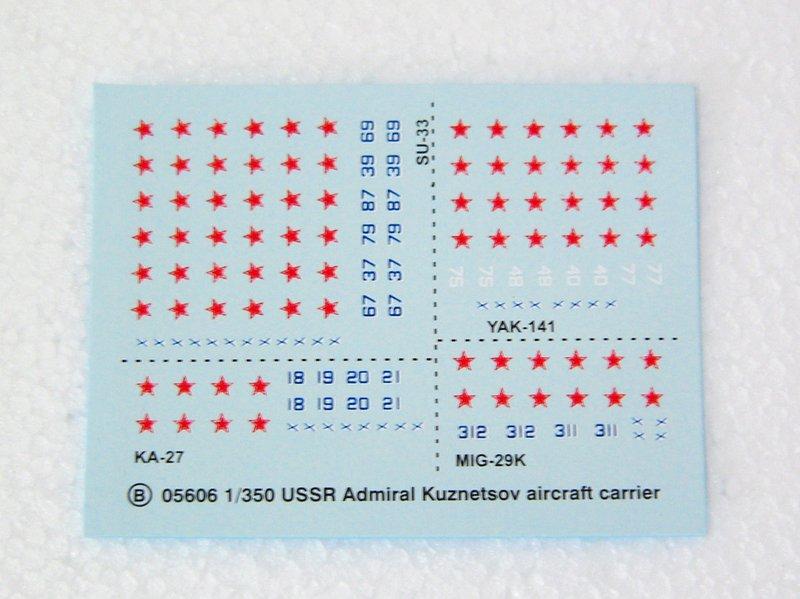 69 69
39 39
87 87
79 79
37 37
67 67
SU-33
75 75 48 48 40 40 77 77
YAK-141
18 19 20 21
18 19 20 21
KA-27
312 312 311 311
MIG-29K
B 05606 1/350 USSR Admiral Kuznetsov aircraft carrier